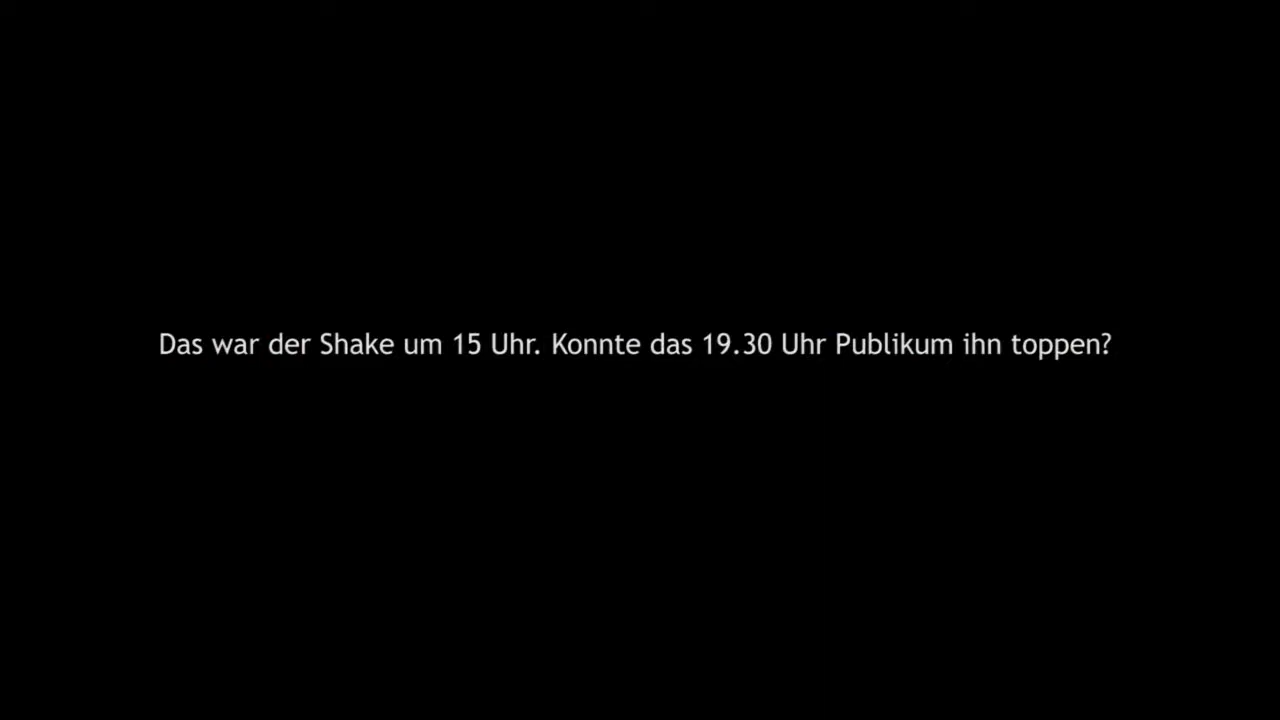 Das war der Shake um 15 Uhr. Konnte das 19.30 Uhr Publikum ihn toppen?